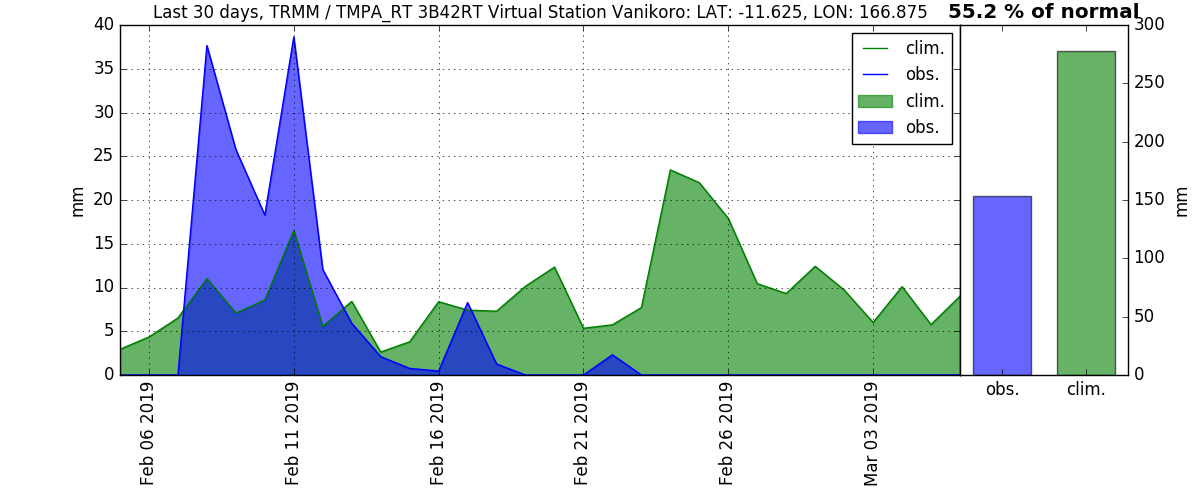 Last 30 days, TRMM / TMPA_RT 3B42RT Virtual Station Vanikoro: LAT: -11.625, LON: 166.875
55.2 % of normal
40
35
30
25
20
15
10
5
0
mm
Feb 06 2019
Feb 11 2019
Feb 16 2019
Feb 21 2019
Feb 26 2019
Mar 03 2019
clim.
obs.
clim.
obs.
300
250
200
150
100
50
0
mm
obs.
clim.